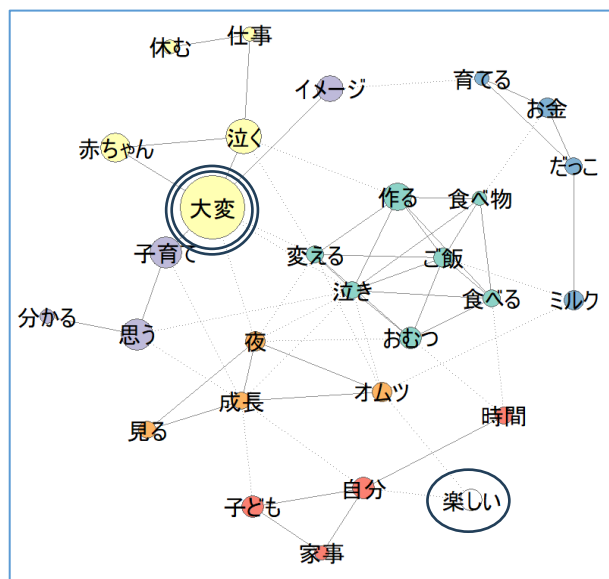 仕事
休む
イメージ
育てる
お金
赤ちゃん
泣く
だっこ
作る
食べ物
大変
子育て
変える
ご飯
泣き
食べる
ミルク
分かる
思う
夜
おむつ
オムツ
成長
見る
時間
自分
楽しい
子ども
家事